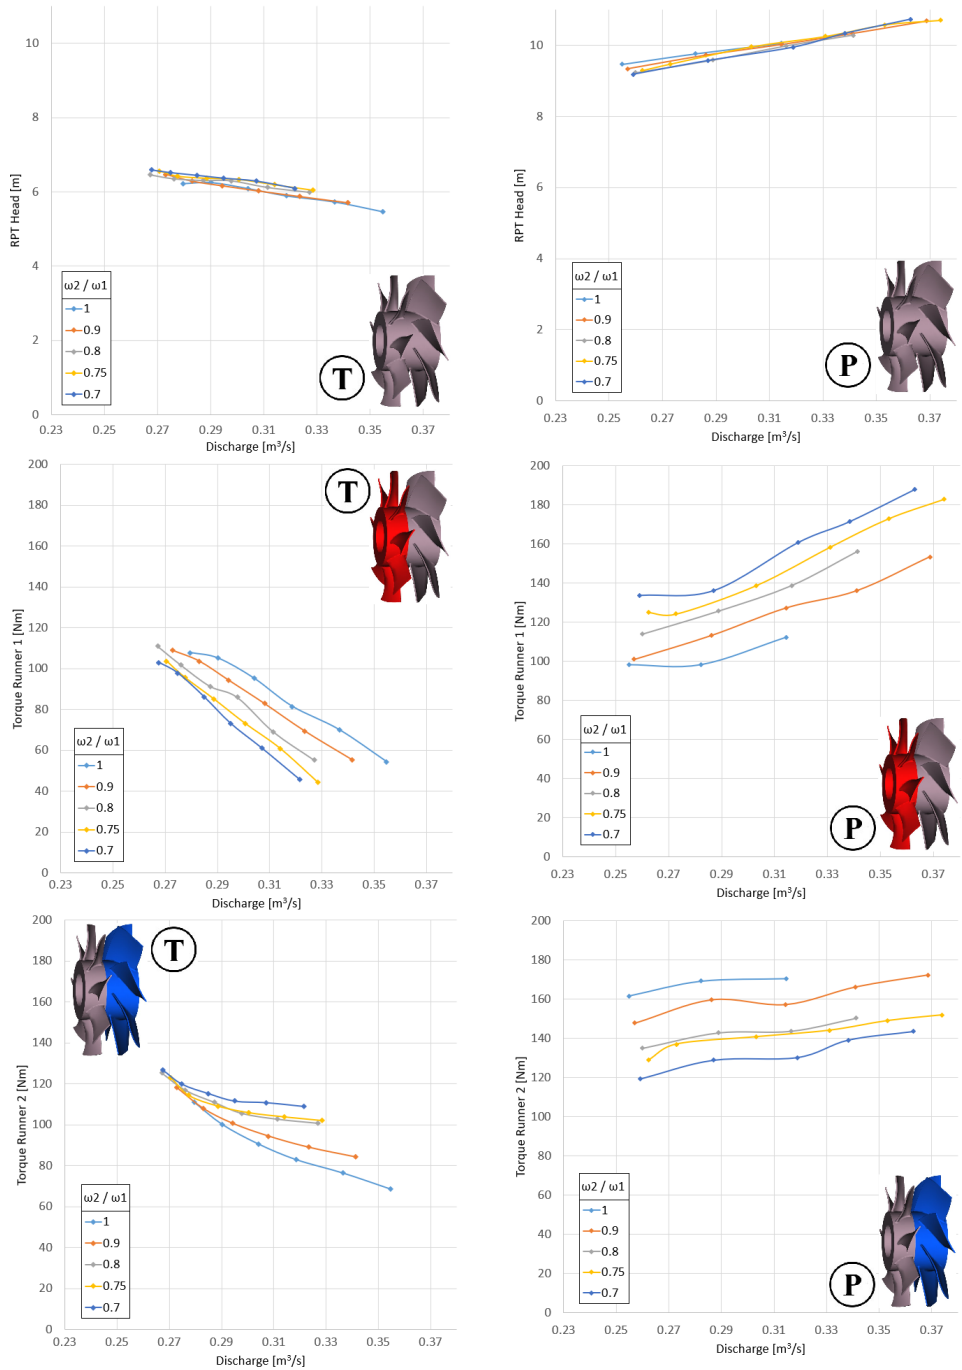 RPT Head [m]
10
8
6
4
2
0
ω2 / ω1
1
0.9
0.8
0.75
0.7
T
0.23 0.25 0.27 0.29 0.31 0.33 0.35 0.37
Discharge [m³/s]
RPT Head [m]
10
8
6
4
2
0
ω2 / ω1
1
0.9
0.8
0.75
0.7
P
0.23 0.25 0.27 0.29 0.31 0.33 0.35 0.37
Discharge [m³/s]
Torque Runner 1 [Nm]
200
180
160
140
120
100
80
60
40
20
0
T
ω2 / ω1
1
0.9
0.8
0.75
0.7
0.23 0.25 0.27 0.29 0.31 0.33 0.35 0.37
Discharge [m³/s]
Torque Runner 1 [Nm]
200
180
160
140
120
100
80
60
40
20
0
ω2 / ω1
1
0.9
0.8
0.75
0.7
P
0.23 0.25 0.27 0.29 0.31 0.33 0.35 0.37
Discharge [m³/s]
Torque Runner 2 [Nm]
200
180
160
140
120
100
80
60
40
20
0
T
ω2 / ω1
1
0.9
0.8
0.75
0.7
0.23 0.25 0.27 0.29 0.31 0.33 0.35 0.37
Discharge [m³/s]
Torque Runner 2 [Nm]
200
180
160
140
120
100
80
60
40
20
0
ω2 / ω1
1
0.9
0.8
0.75
0.7
P
0.23 0.25 0.27 0.29 0.31 0.33 0.35 0.37
Discharge [m³/s]